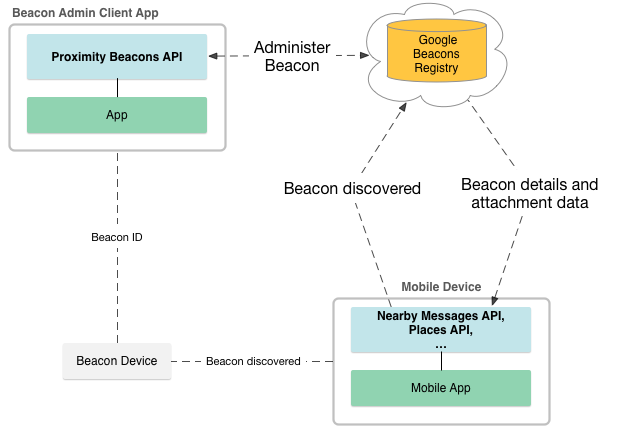 Beacon Admin Client App
Proximity Beacons API
App
Administer
Beacon
Google
Beacons
Registry
Beacon discovered
Beacon details and
attachment data
Beacon ID
Mobile Device
Nearby Messages API,
Places API,
...
Mobile App
Beacon Device
Beacon discovered